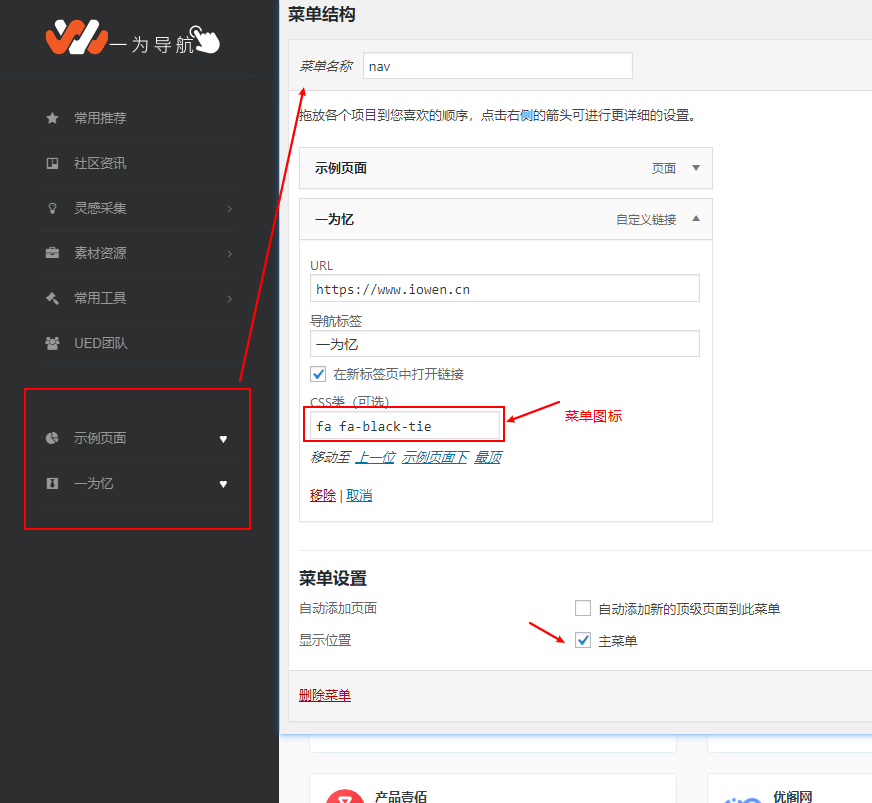 一为导航
常用推荐
社区资讯
灵感采集
素材资源
常用工具
UED团队
示例页面
一为忆
菜单结构
菜单名称 nav
拖放各个项目到您喜欢的顺序，点击右侧的箭头可进行更详细的设置。
示例页面 页面
一为忆 自定义链接
URL
https://www.iowen.cn
导航标签
一为忆
在新标签页中打开链接
CSS类（可选）
fa fa-black-tie
菜单图标
移动至 上一位 示例页面下 最顶
移除 | 取消
菜单设置
自动添加页面 自动添加新的顶级页面到此菜单
显示位置 主菜单
删除菜单
产品壹佰 优阁网